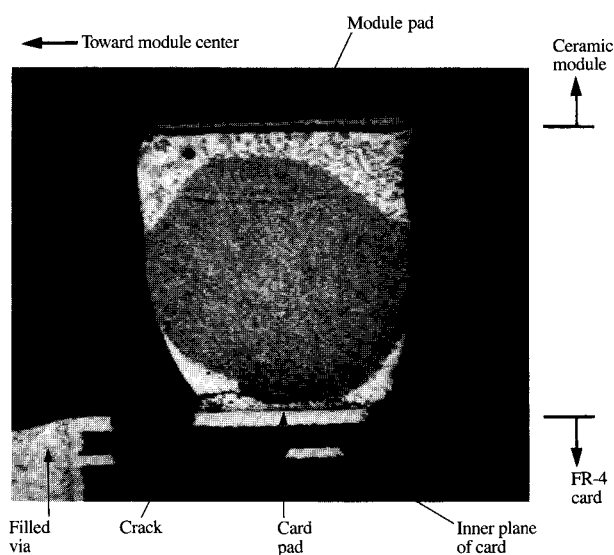 Toward module center
Module pad
Ceramic
module
FR-4
card
Filled
via
Crack
Card
pad
Inner plane
of card